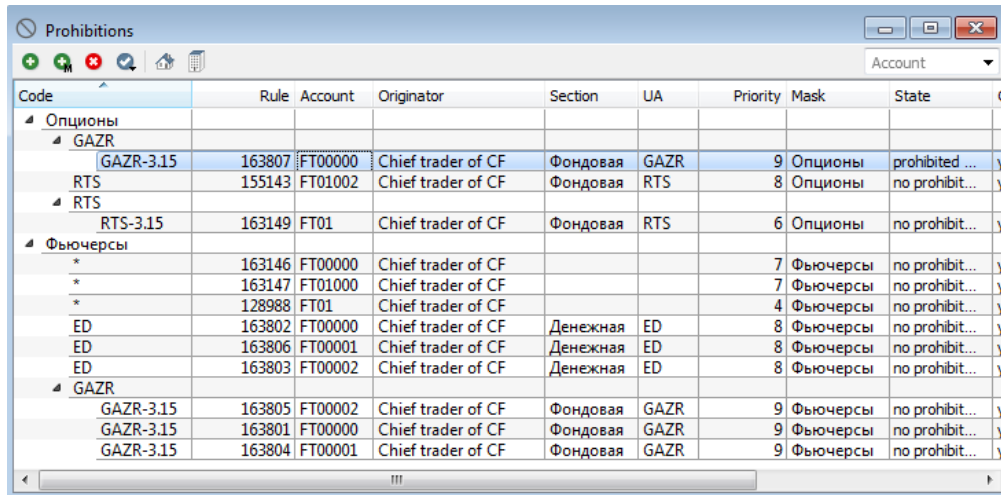 Prohibitions
Account
Code Rule Account Originator Section UA Priority Mask State
Опционы
GAZR
GAZR-3.15 163807 FT00000 Chief trader of CF Фондовая GAZR 9 Опционы prohibited ...
RTS 155143 FT01002 Chief trader of CF Фондовая RTS 8 Опционы no prohibit...
RTS
RTS-3.15 163149 FT01 Chief trader of CF Фондовая RTS 6 Опционы no prohibit...
Фьючерсы
* 163146 FT00000 Chief trader of CF 7 Фьючерсы no prohibit...
* 163147 FT01000 Chief trader of CF 7 Фьючерсы no prohibit...
* 128988 FT01 Chief trader of CF 4 Фьючерсы no prohibit...
ED 163802 FT00000 Chief trader of CF Денежная ED 8 Фьючерсы no prohibit...
ED 163806 FT00001 Chief trader of CF Денежная ED 8 Фьючерсы no prohibit...
ED 163803 FT00002 Chief trader of CF Денежная ED 8 Фьючерсы no prohibit...
GAZR
GAZR-3.15 163805 FT00002 Chief trader of CF Фондовая GAZR 9 Фьючерсы no prohibit...
GAZR-3.15 163801 FT00000 Chief trader of CF Фондовая GAZR 9 Фьючерсы no prohibit...
GAZR-3.15 163804 FT00001 Chief trader of CF Фондовая GAZR 9 Фьючерсы no prohibit...